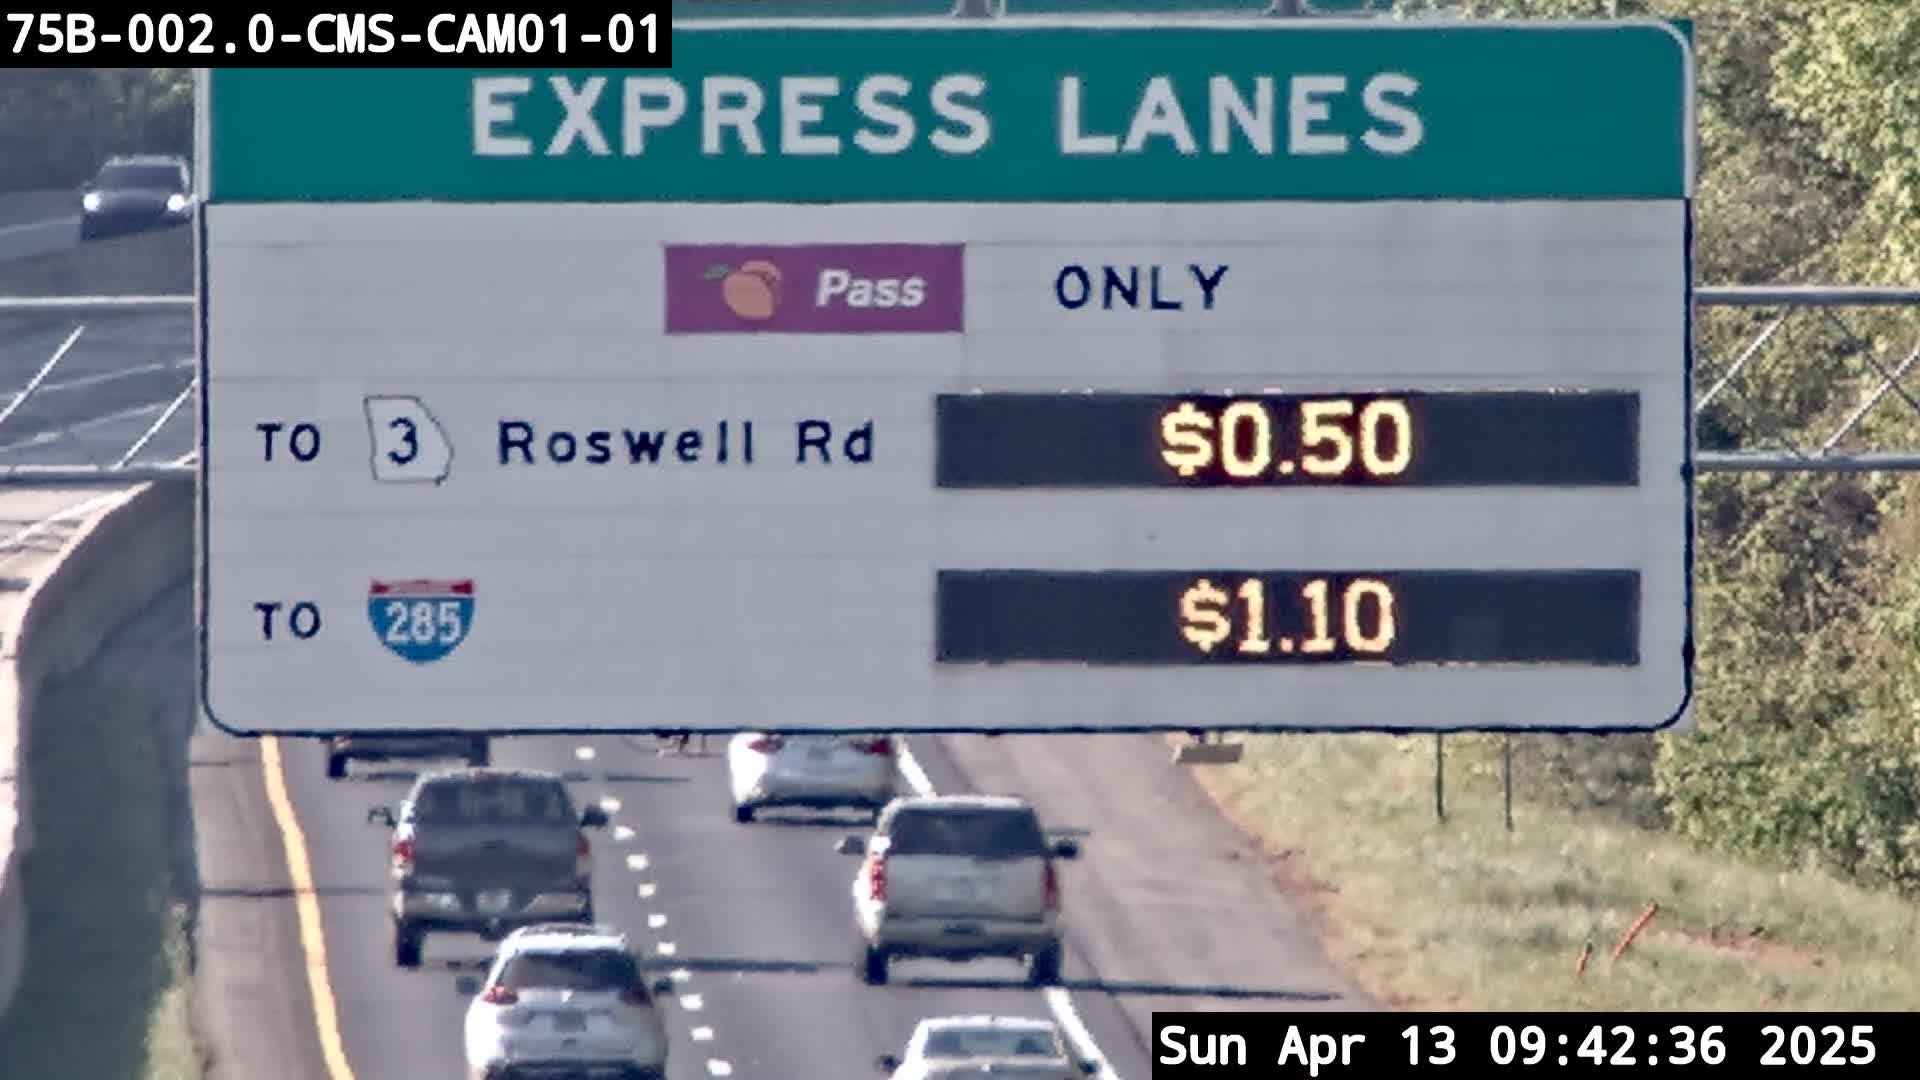 75B-002.0-CMS-CAM01-01
EXPRESS LANES
Pass ONLY
TO 3 Roswell Rd $0.50
TO 285 $1.10
Sun Apr 13 09:42:36 2025